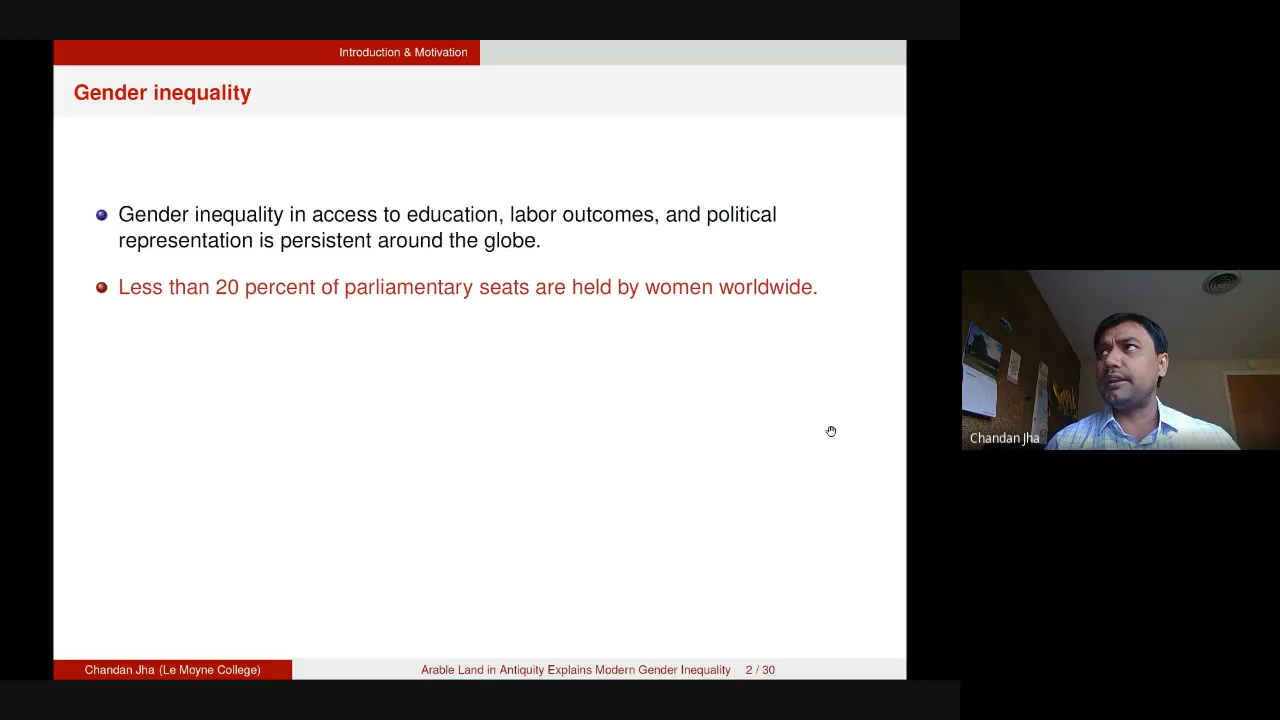 Introduction & Motivation
Gender inequality
Gender inequality in access to education, labor outcomes, and political
representation is persistent around the globe.
Less than 20 percent of parliamentary seats are held by women worldwide.
Chandan Jha
Chandan Jha (Le Moyne College)
Arable Land in Antiquity Explains Modern Gender Inequality
2 / 30